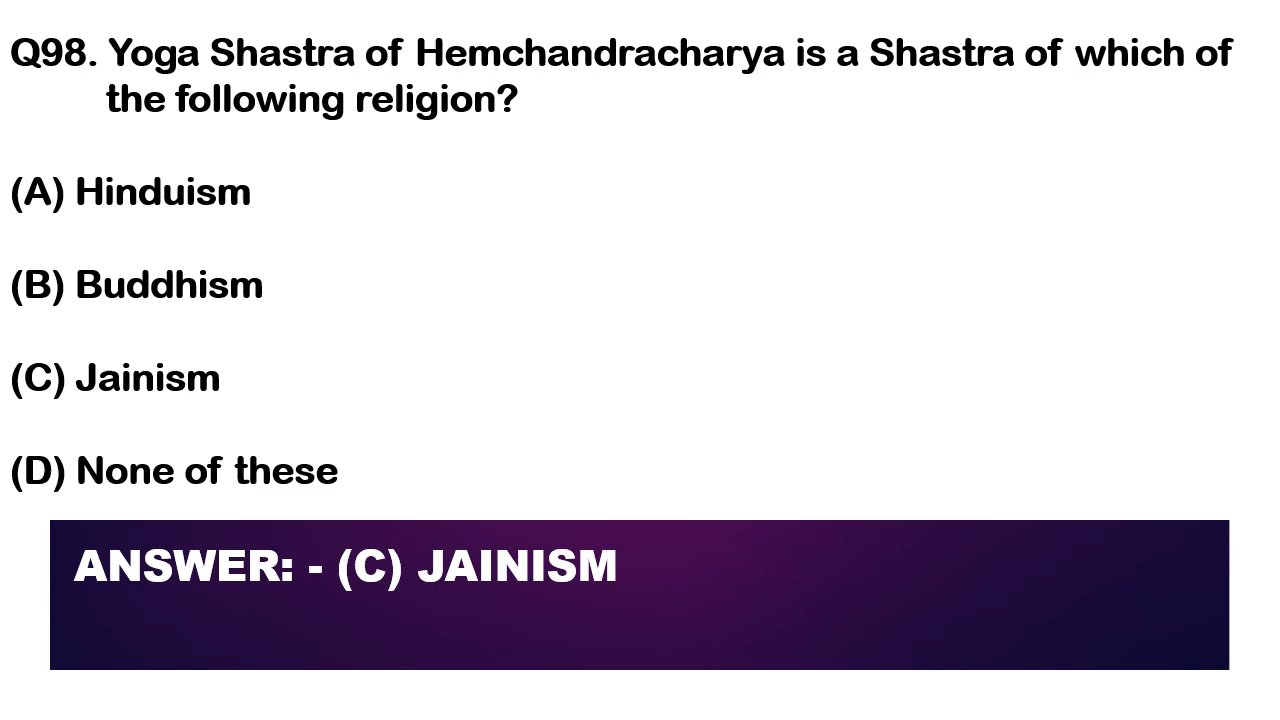 Q98. Yoga Shastra of Hemchandracharya is a Shastra of which of
the following religion?
(A) Hinduism
(B) Buddhism
(C) Jainism
(D) None of these
ANSWER: - (C) JAINISM